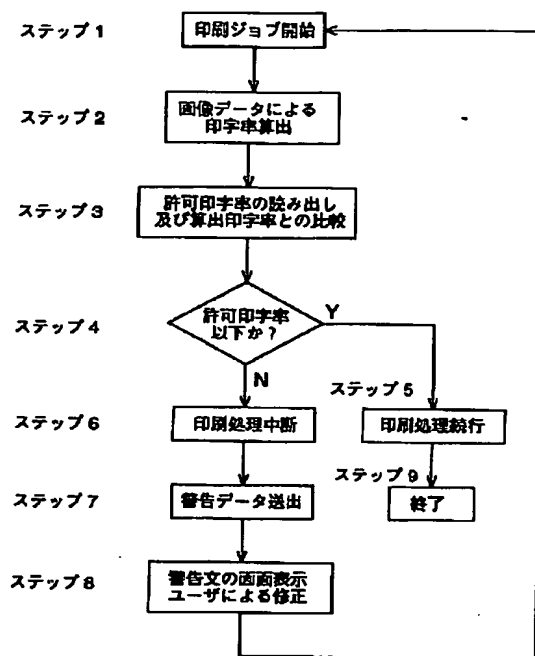 ステップ1
印刷ジョブ開始
ステップ2
画像データによる
印字率算出
ステップ3
許可印字率の読み出し
及び算出印字率との比較
ステップ4
許可印字率
以下か?
Y
N
ステップ5
印刷処理続行
ステップ6
印刷処理中断
ステップ9
終了
ステップ7
警告データ送出
ステップ8
警告文の画面表示
ユーザによる修正